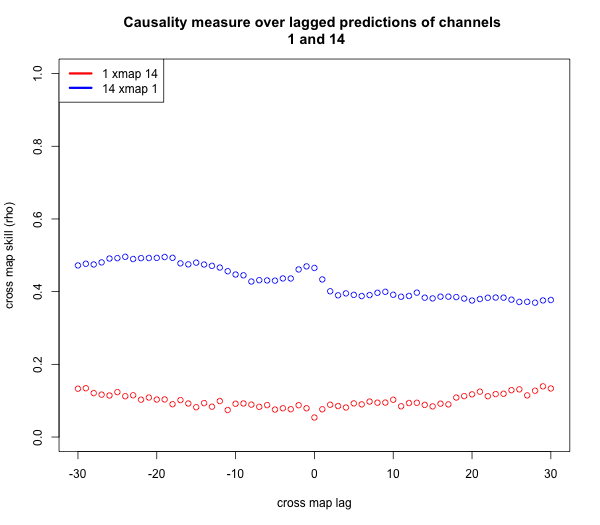 Causality measure over lagged predictions of channels
1 and 14
1 xmap 14
14 xmap 1
cross map skill (rho)
1.0
0.8
0.6
0.4
0.2
0.0
-30 -20 -10 0 10 20 30
cross map lag